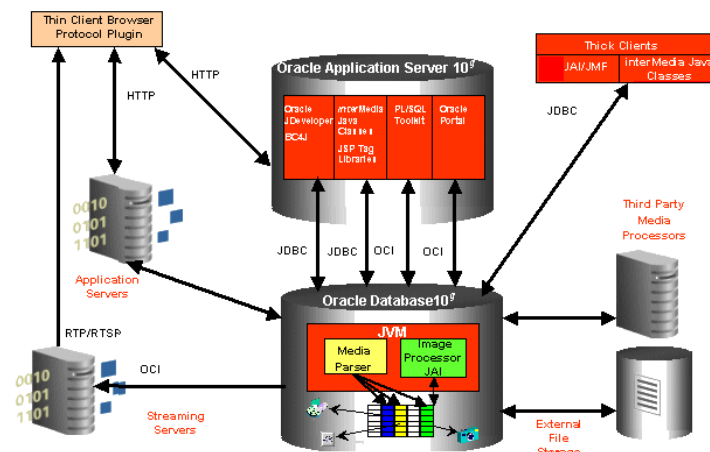 Thin Client Browser
Protocol Plugin
HTTP
HTTP
Oracle Application Server 10g
Oracle
JDeveloper
BC4J
interMedia
Java
Classes
JSP Tag
Libraries
PL/SQL
Toolkit
Oracle
Portal
Thick Clients
JAI/JMF
interMedia Java
Classes
JDBC
0010
0101
1101
Application
Servers
JDBC
JDBC
OCI
OCI
Third Party
Media
Processors
Oracle Database10g
JVM
Media
Parser
Image
Processor
JAI
RTP/RTSP
OCI
0010
0101
1101
Streaming
Servers
External
File
Storage